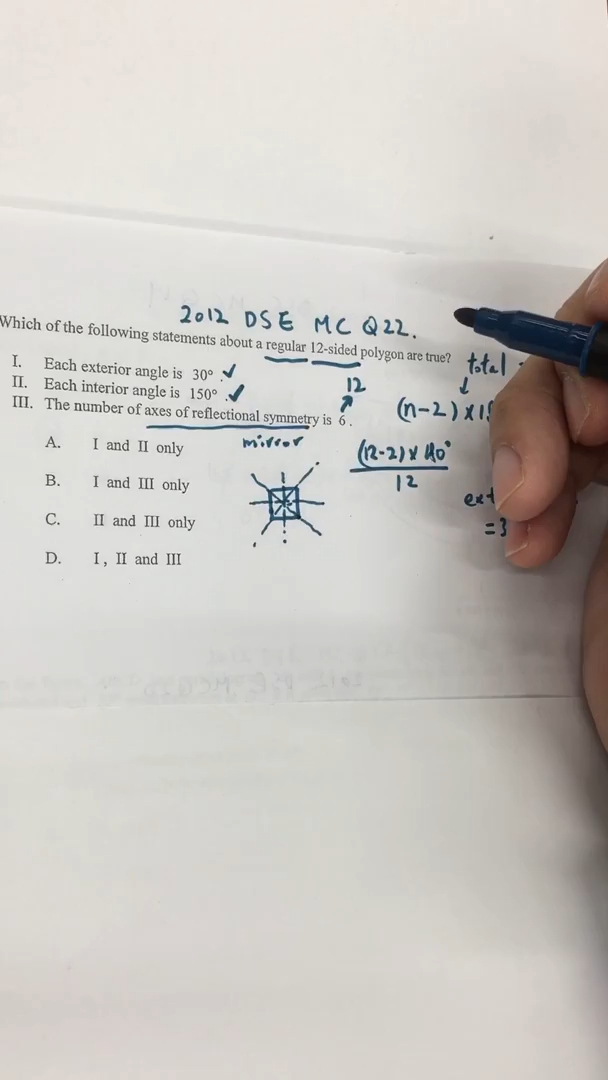 2012 DSE MC Q22.
Which of the following statements about a regular 12-sided polygon are true?
total
I. Each exterior angle is 30°.
II. Each interior angle is 150°.
12
III. The number of axes of reflectional symmetry is 6.
(n-2) x
A. I and II only
mirror
(12-2) x 180°
12
B. I and III only
ext
C. II and III only
= 3
D. I, II and III